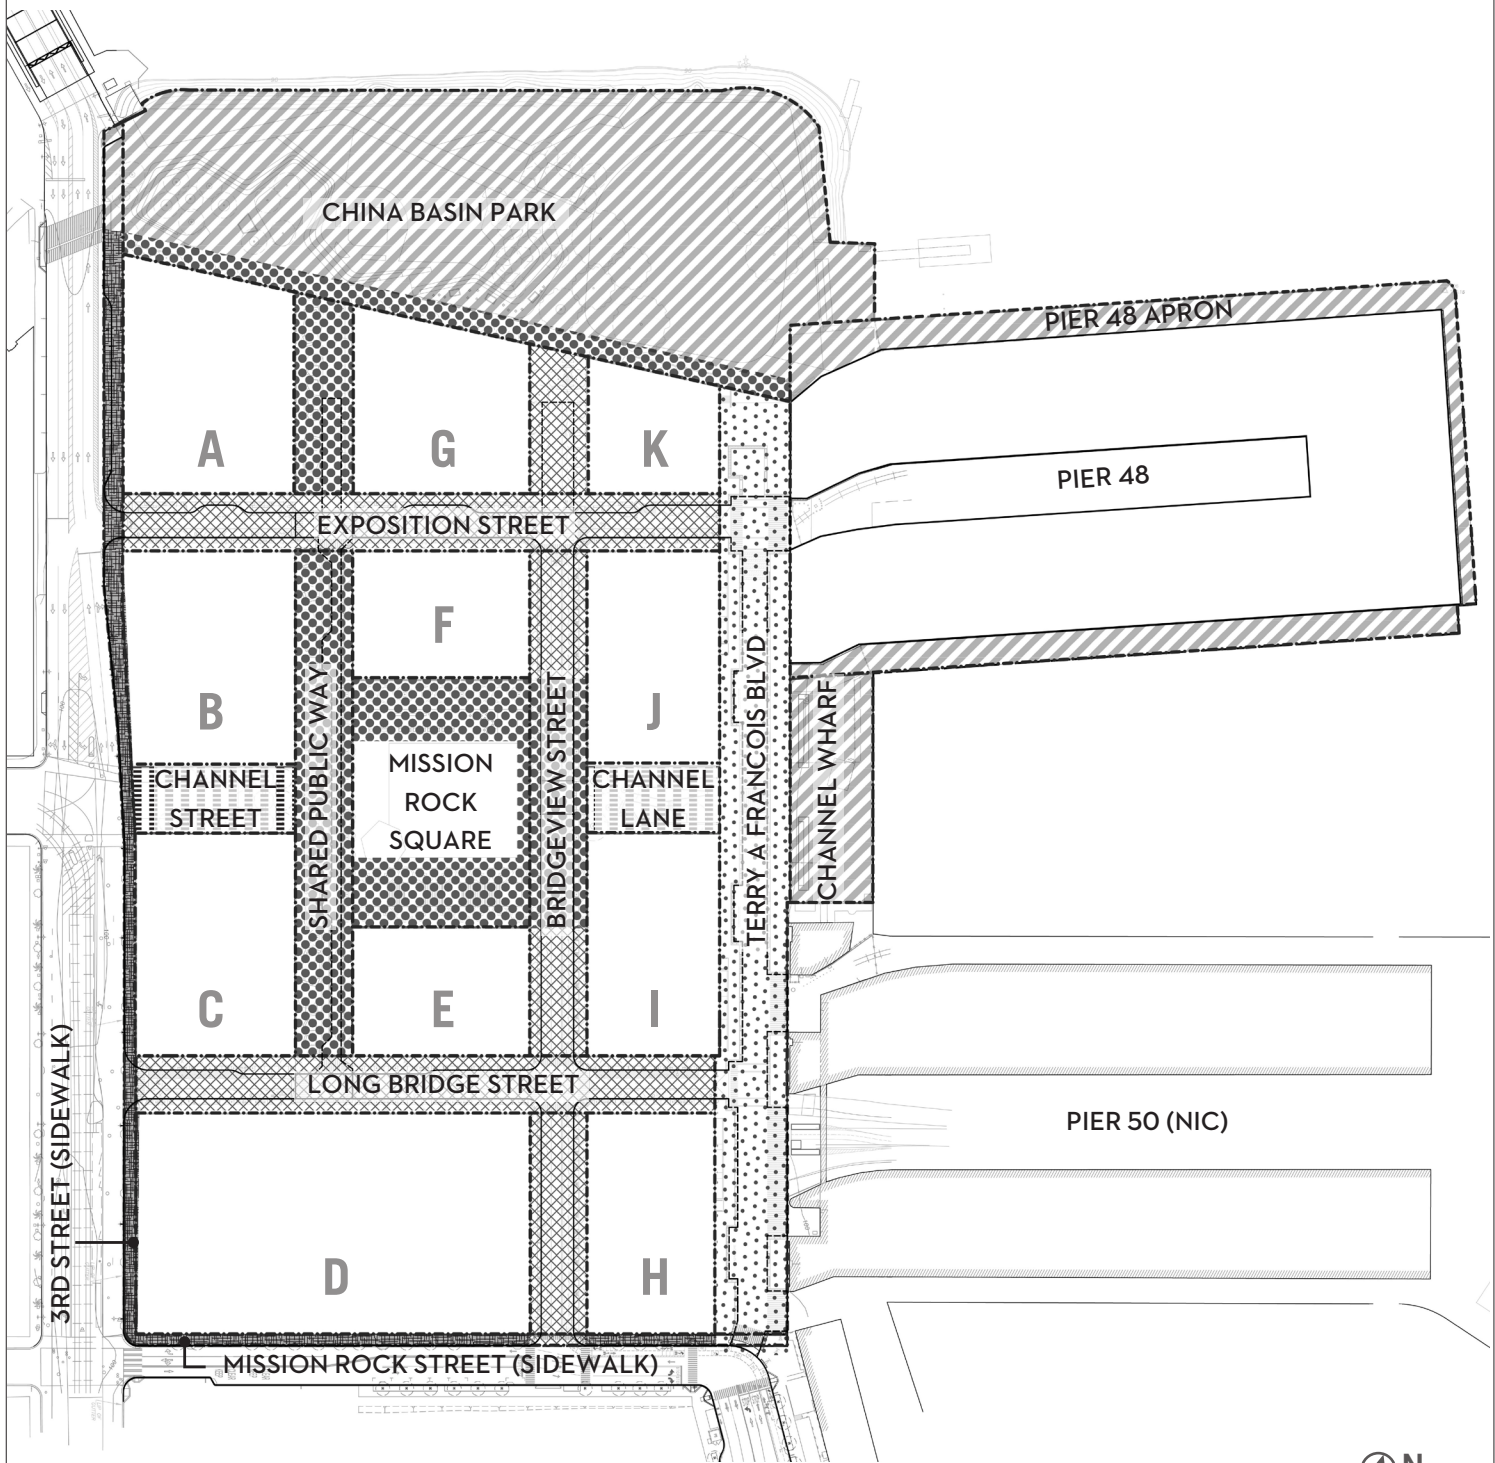 CHINA BASIN PARK
PIER 48 APRON
A
G
K
PIER 48
EXPOSITION STREET
F
B
J
SHARED PUBLIC WAY
BRIDGEVIEW STREET
TERRY A FRANCOIS BLVD
CHANNEL WHARF
CHANNEL
STREET
MISSION
ROCK
SQUARE
CHANNEL
LANE
C
E
I
3RD STREET (SIDEWALK)
LONG BRIDGE STREET
PIER 50 (NIC)
D
H
MISSION ROCK STREET (SIDEWALK)
N